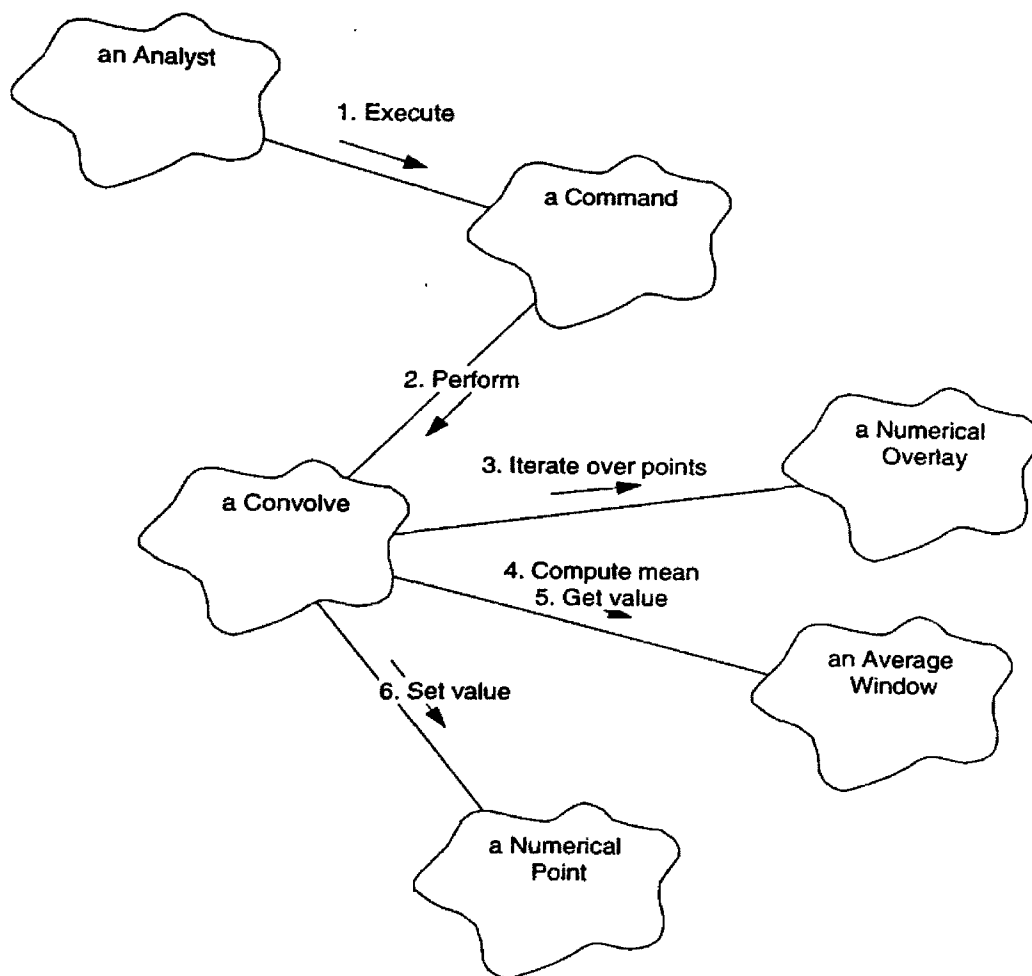 an Analyst
1. Execute
a Command
2. Perform
a Numerical
Overlay
3. Iterate over points
a Convolve
4. Compute mean
5. Get value
an Average
Window
6. Set value
a Numerical
Point